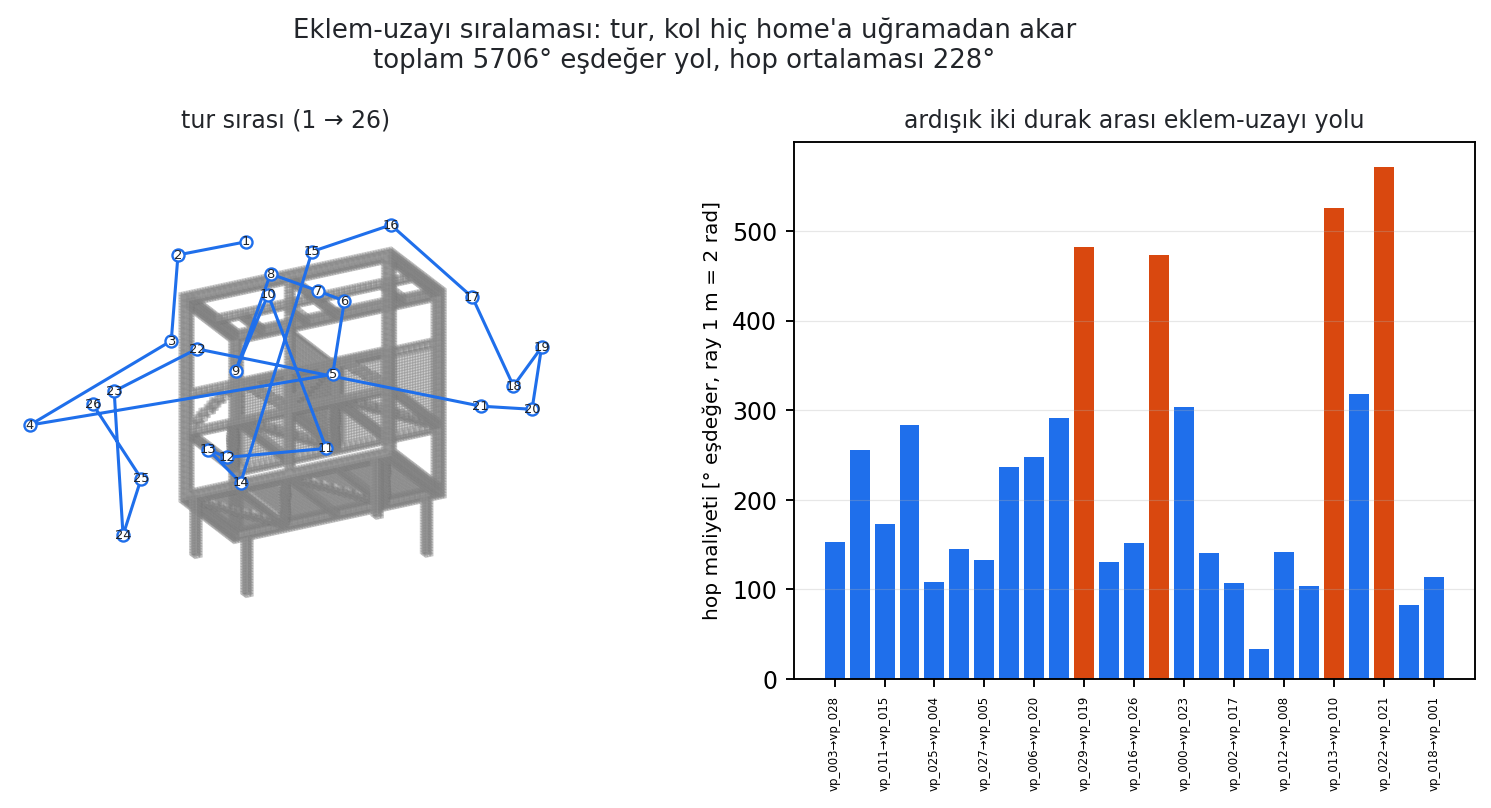 Eklem-uzayı sıralaması: tur, kol hiç home'a uğramadan akar
toplam 5706° eşdeğer yol, hop ortalaması 228°
tur sırası (1 → 26)
1
2
3
4
5
6
7
8
9
10
11
12
13
14
15
16
17
18
19
20
21
22
23
24
25
26
ardışık iki durak arası eklem-uzayı yolu
hop maliyeti [° eşdeğer, ray 1 m = 2 rad]
500
400
300
200
100
0
vp_003→vp_028
vp_011→vp_015
vp_025→vp_004
vp_027→vp_005
vp_006→vp_020
vp_029→vp_019
vp_016→vp_026
vp_000→vp_023
vp_002→vp_017
vp_012→vp_008
vp_013→vp_010
vp_022→vp_021
vp_018→vp_001